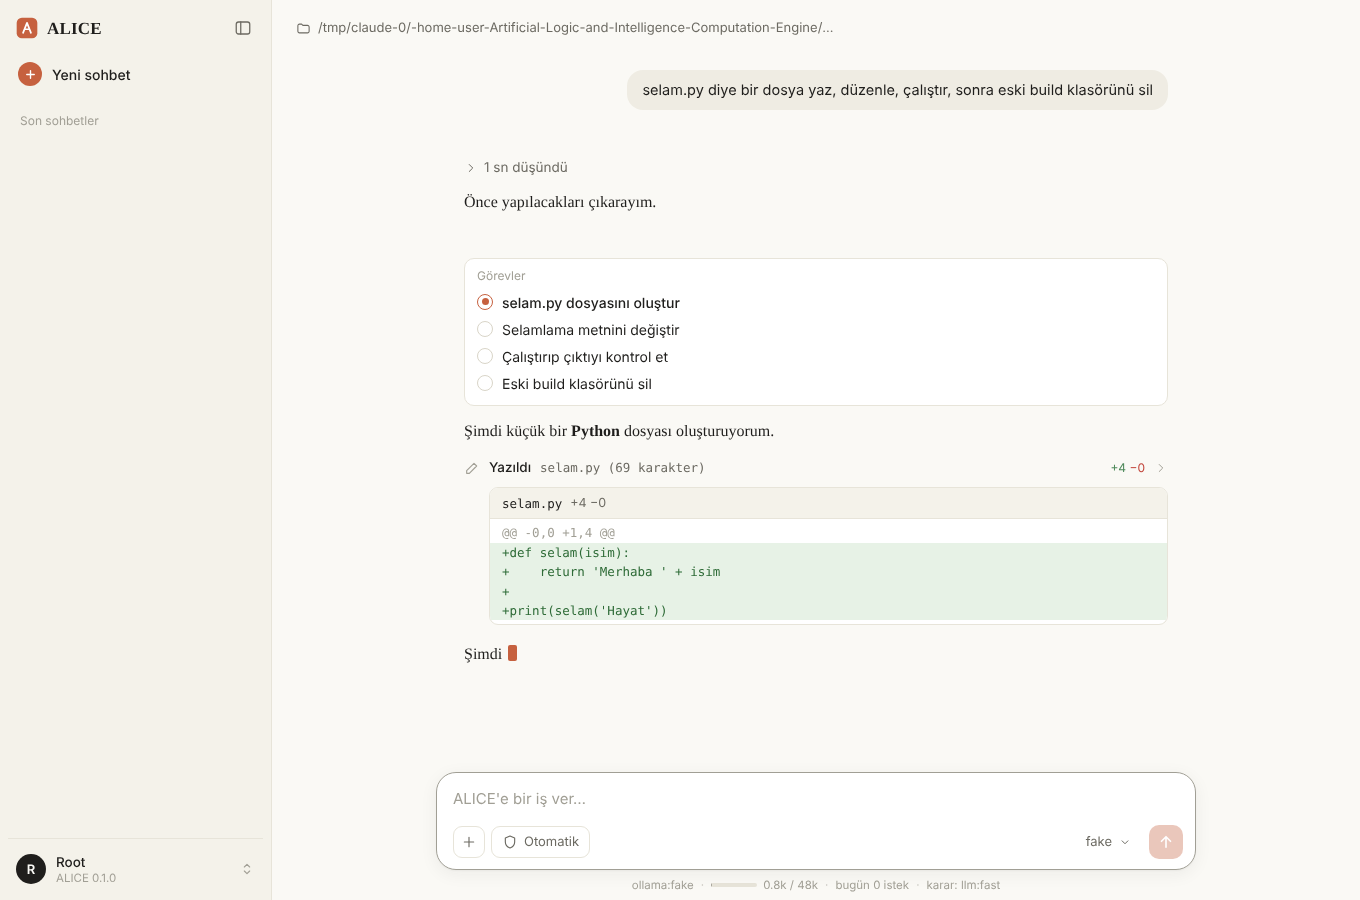 ALICE
Yeni sohbet
Son sohbetler
/tmp/claude-0/-home-user-Artificial-Logic-and-Intelligence-Computation-Engine/...
selam.py diye bir dosya yaz, düzenle, çalıştır, sonra eski build klasörünü sil
1 sn düşündü
Önce yapılacakları çıkarayım.
Görevler
selam.py dosyasını oluştur
Selamlama metnini değiştir
Çalıştırıp çıktıyı kontrol et
Eski build klasörünü sil
Şimdi küçük bir Python dosyası oluşturuyorum.
Yazıldı selam.py (69 karakter) +4 −0
selam.py +4 −0
@@ -0,0 +1,4 @@
+def selam(isim):
+    return 'Merhaba ' + isim
+
+print(selam('Hayat'))
Şimdi
ALICE'e bir iş ver...
Otomatik
fake
ollama:fake · 0.8k / 48k · bugün 0 istek · karar: llm:fast
R
Root
ALICE 0.1.0